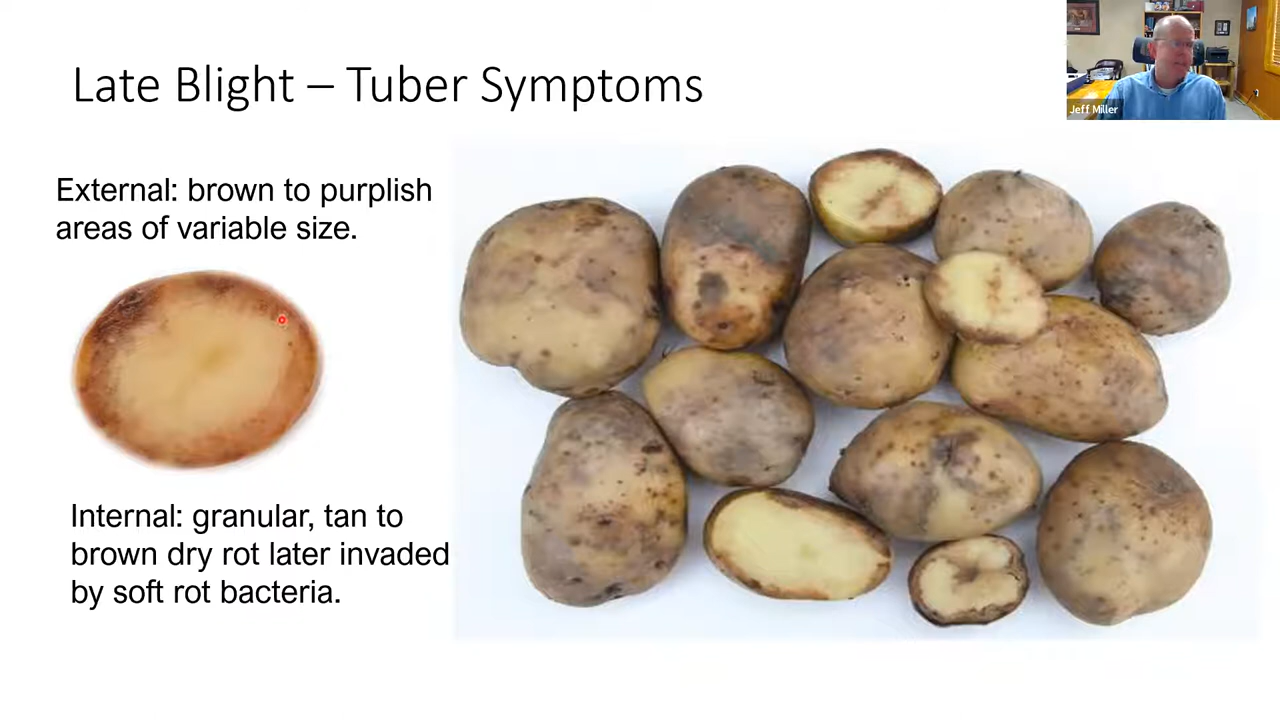 Late Blight – Tuber Symptoms
Jeff Miller
External: brown to purplish
areas of variable size.
Internal: granular, tan to
brown dry rot later invaded
by soft rot bacteria.